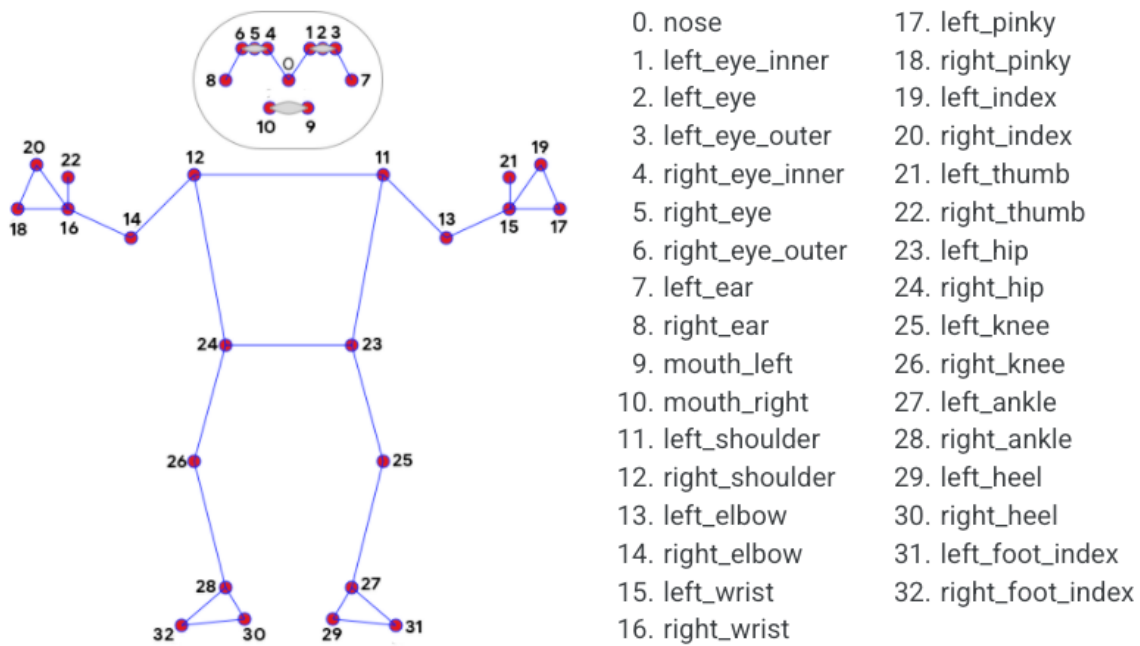 6 5 4 1 2 3
0
8 7
10 9
20 22 12 11 21 19
18 16 14 13 15 17
24 23
26 25
28 27
32 30 29 31
0. nose
1. left_eye_inner
2. left_eye
3. left_eye_outer
4. right_eye_inner
5. right_eye
6. right_eye_outer
7. left_ear
8. right_ear
9. mouth_left
10. mouth_right
11. left_shoulder
12. right_shoulder
13. left_elbow
14. right_elbow
15. left_wrist
16. right_wrist
17. left_pinky
18. right_pinky
19. left_index
20. right_index
21. left_thumb
22. right_thumb
23. left_hip
24. right_hip
25. left_knee
26. right_knee
27. left_ankle
28. right_ankle
29. left_heel
30. right_heel
31. left_foot_index
32. right_foot_index